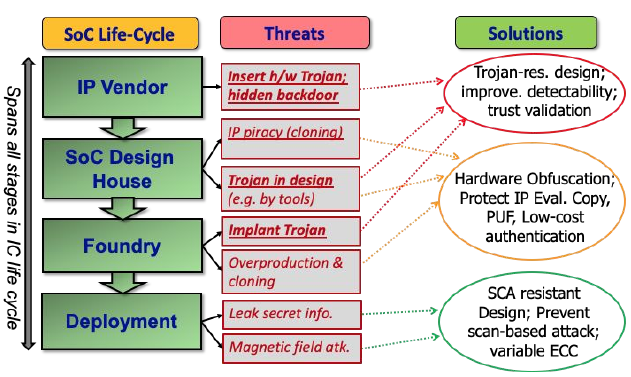 SoC Life-Cycle
Threats
Solutions
Spans all stages in IC life cycle
IP Vendor
SoC Design
House
Foundry
Deployment
Insert h/w Trojan;
hidden backdoor
IP piracy (cloning)
Trojan in design
(e.g. by tools)
Implant Trojan
Overproduction &
cloning
Leak secret info.
Magnetic field atk.
Trojan-res. design;
improve. detectability;
trust validation
Hardware Obfuscation;
Protect IP Eval. Copy,
PUF, Low-cost
authentication
SCA resistant
Design; Prevent
scan-based attack;
variable ECC